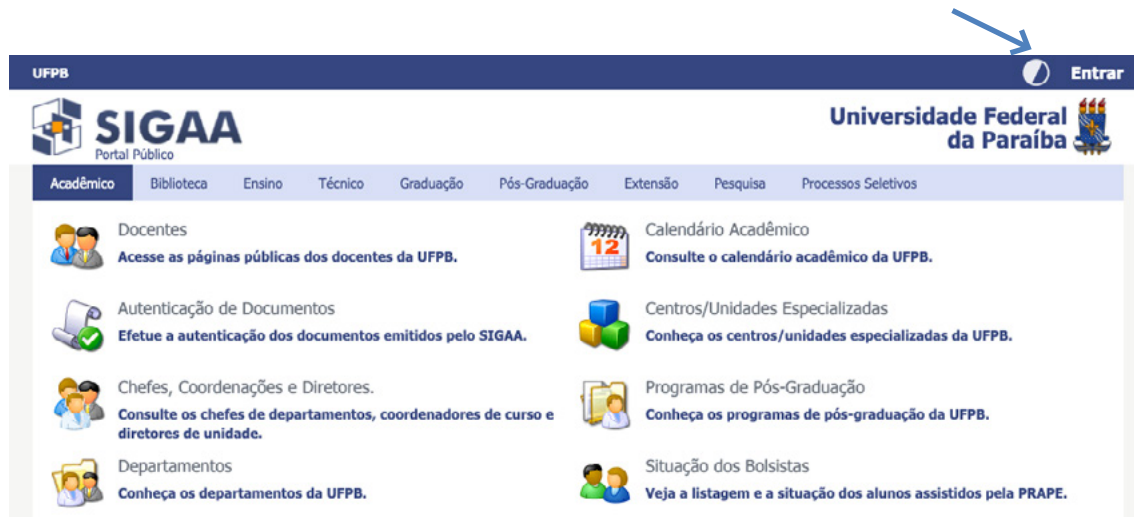 UFPB
Entrar
SIGAA
Portal Público
Universidade Federal
da Paraíba
Acadêmico Biblioteca Ensino Técnico Graduação Pós-Graduação Extensão Pesquisa Processos Seletivos
Docentes
Acesse as páginas públicas dos docentes da UFPB.
12
Calendário Acadêmico
Consulte o calendário acadêmico da UFPB.
Autenticação de Documentos
Efetue a autenticação dos documentos emitidos pelo SIGAA.
Centros/Unidades Especializadas
Conheça os centros/unidades especializadas da UFPB.
Chefes, Coordenações e Diretores.
Consulte os chefes de departamentos, coordenadores de curso e
diretores de unidade.
Programas de Pós-Graduação
Conheça os programas de pós-graduação da UFPB.
Departamentos
Conheça os departamentos da UFPB.
Situação dos Bolsistas
Veja a listagem e a situação dos alunos assistidos pela PRAPE.